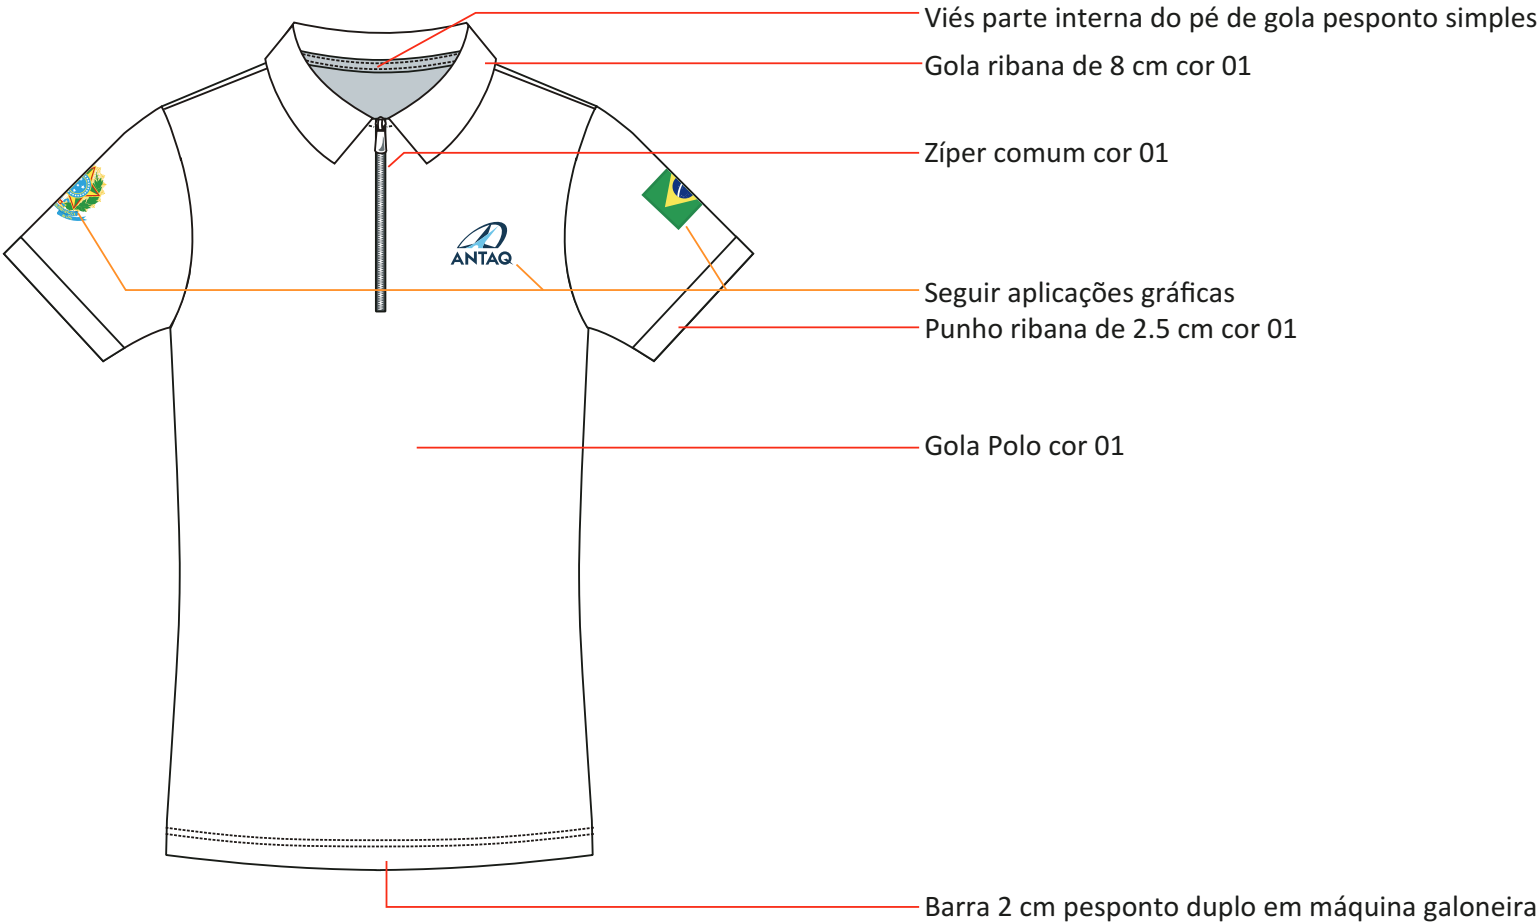 Viés parte interna do pé de gola pesponto simples
Gola ribana de 8 cm cor 01
Zíper comum cor 01
ANTAQ
Seguir aplicações gráficas
Punho ribana de 2.5 cm cor 01
Gola Polo cor 01
Barra 2 cm pesponto duplo em máquina galoneira